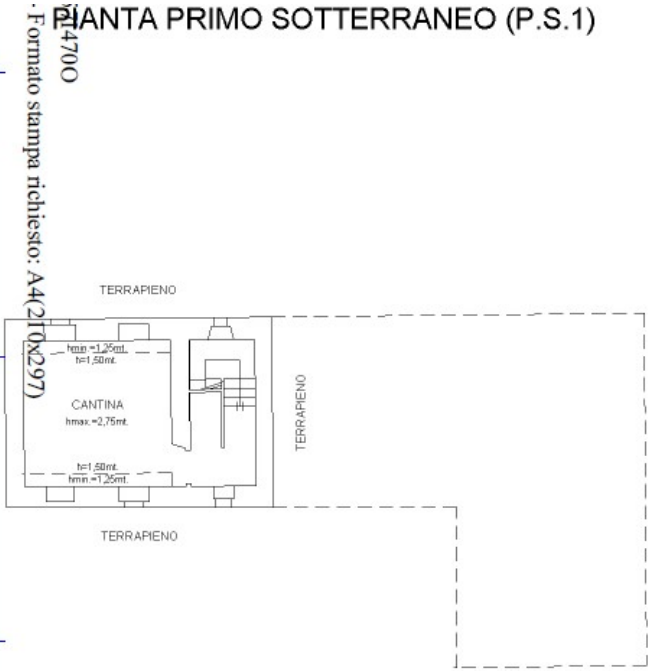 PIANTA PRIMO SOTTERRANEO (P.S.1)
4700
· Formato stampa richiesto: A4(210x297)
TERRAPIENO
hmin.=1,25mt.
h=1,50mt.
CANTINA
hmax.=2,75mt.
TERRAPIENO
h=1,50mt.
hmin.=1,25mt.
TERRAPIENO